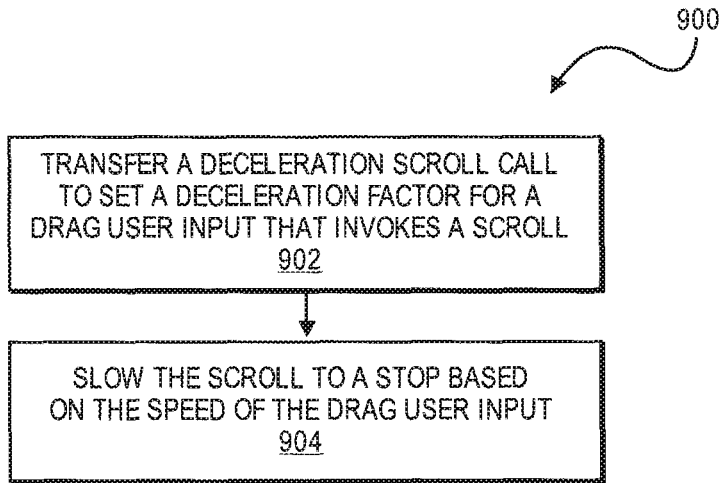 900
TRANSFER A DECELERATION SCROLL CALL
TO SET A DECELERATION FACTOR FOR A
DRAG USER INPUT THAT INVOKES A SCROLL
902
SLOW THE SCROLL TO A STOP BASED
ON THE SPEED OF THE DRAG USER INPUT
904